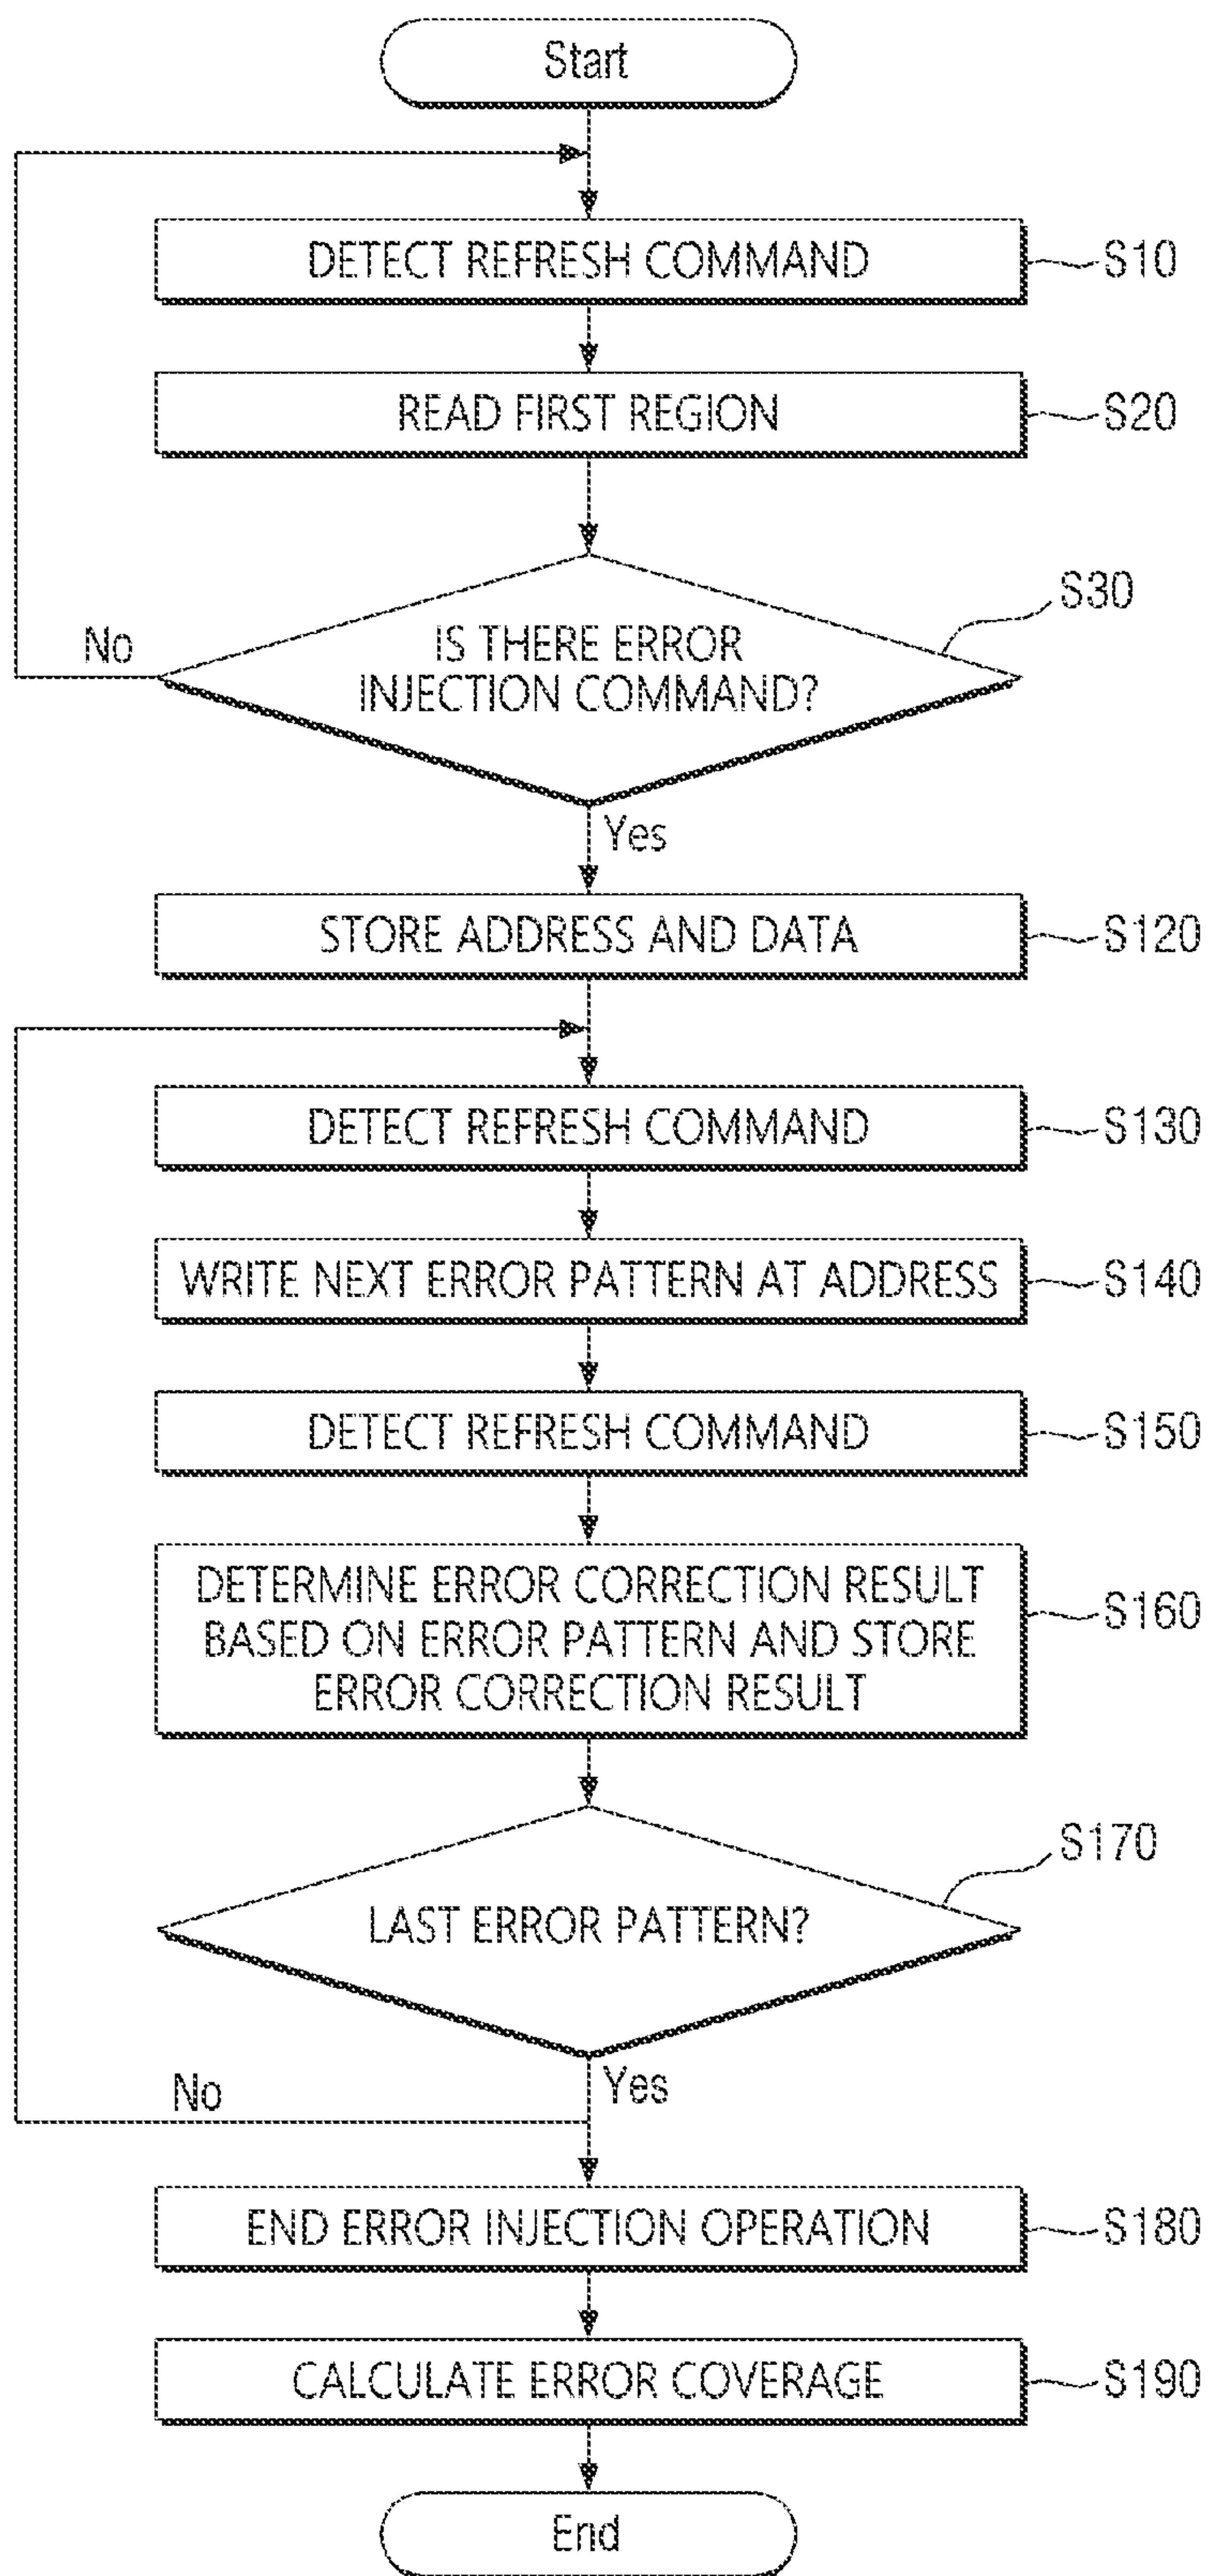 Start
DETECT REFRESH COMMAND
S10
READ FIRST REGION
S20
S30
IS THERE ERROR
INJECTION COMMAND?
No
Yes
STORE ADDRESS AND DATA
S120
DETECT REFRESH COMMAND
S130
WRITE NEXT ERROR PATTERN AT ADDRESS
S140
DETECT REFRESH COMMAND
S150
DETERMINE ERROR CORRECTION RESULT
BASED ON ERROR PATTERN AND STORE
ERROR CORRECTION RESULT
S160
S170
LAST ERROR PATTERN?
Yes
No
END ERROR INJECTION OPERATION
S180
CALCULATE ERROR COVERAGE
S190
End